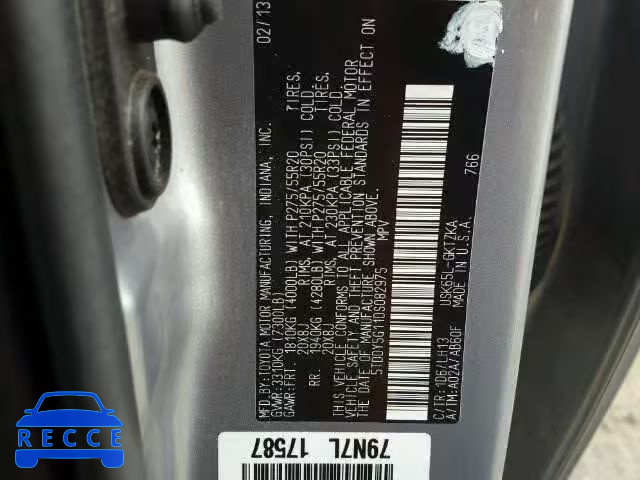 MFD.BY:TOYOTA MOTOR MANUFACTURING, INDIANA, INC. 02/13
GVWR:3310KG(7300LB)
GAWR:FRT. 1810KG (4000LB) WITH P275/55R20 TIRES,
20X8J RIMS, AT 210KPA (30PSI) COLD.
RR. 1940KG (4280LB) WITH P275/55R20 TIRES,
20X8J RIMS, AT 230KPA (33PSI) COLD.
THIS VEHICLE CONFORMS TO ALL APPLICABLE FEDERAL MOTOR
VEHICLE SAFETY AND THEFT PREVENTION STANDARDS IN EFFECT ON
THE DATE OF MANUFACTURE SHOWN ABOVE.
5TDDY5G1 MPV
C/TR:1D6/LH13 USK65L-GKTZKA
A/TM:A02A/AB60F MADE IN U.S.A. 766
79N7L 17587
RECCE